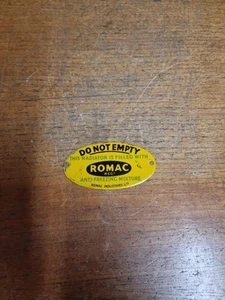 DO NOT EMPTY
THIS RADIATOR IS FILLED WITH
ROMAC
ANTI-FREEZING MIXTURE
ROMAC INDUSTRIES LTD